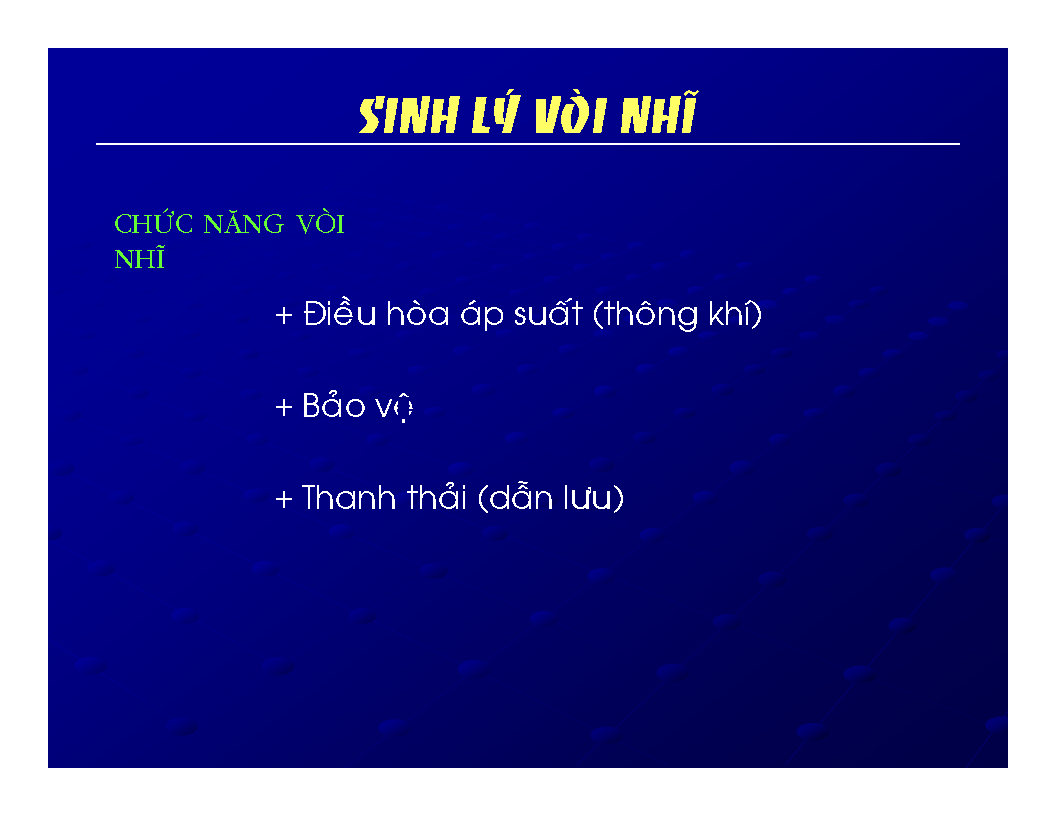 SINH LÝ VÒI NHĨ
CHỨC NĂNG VÒI
NHĨ
+ Điều hòa áp suất (thông khí)
+ Bảo vộ
+ Thanh thải (dẫn lưu)